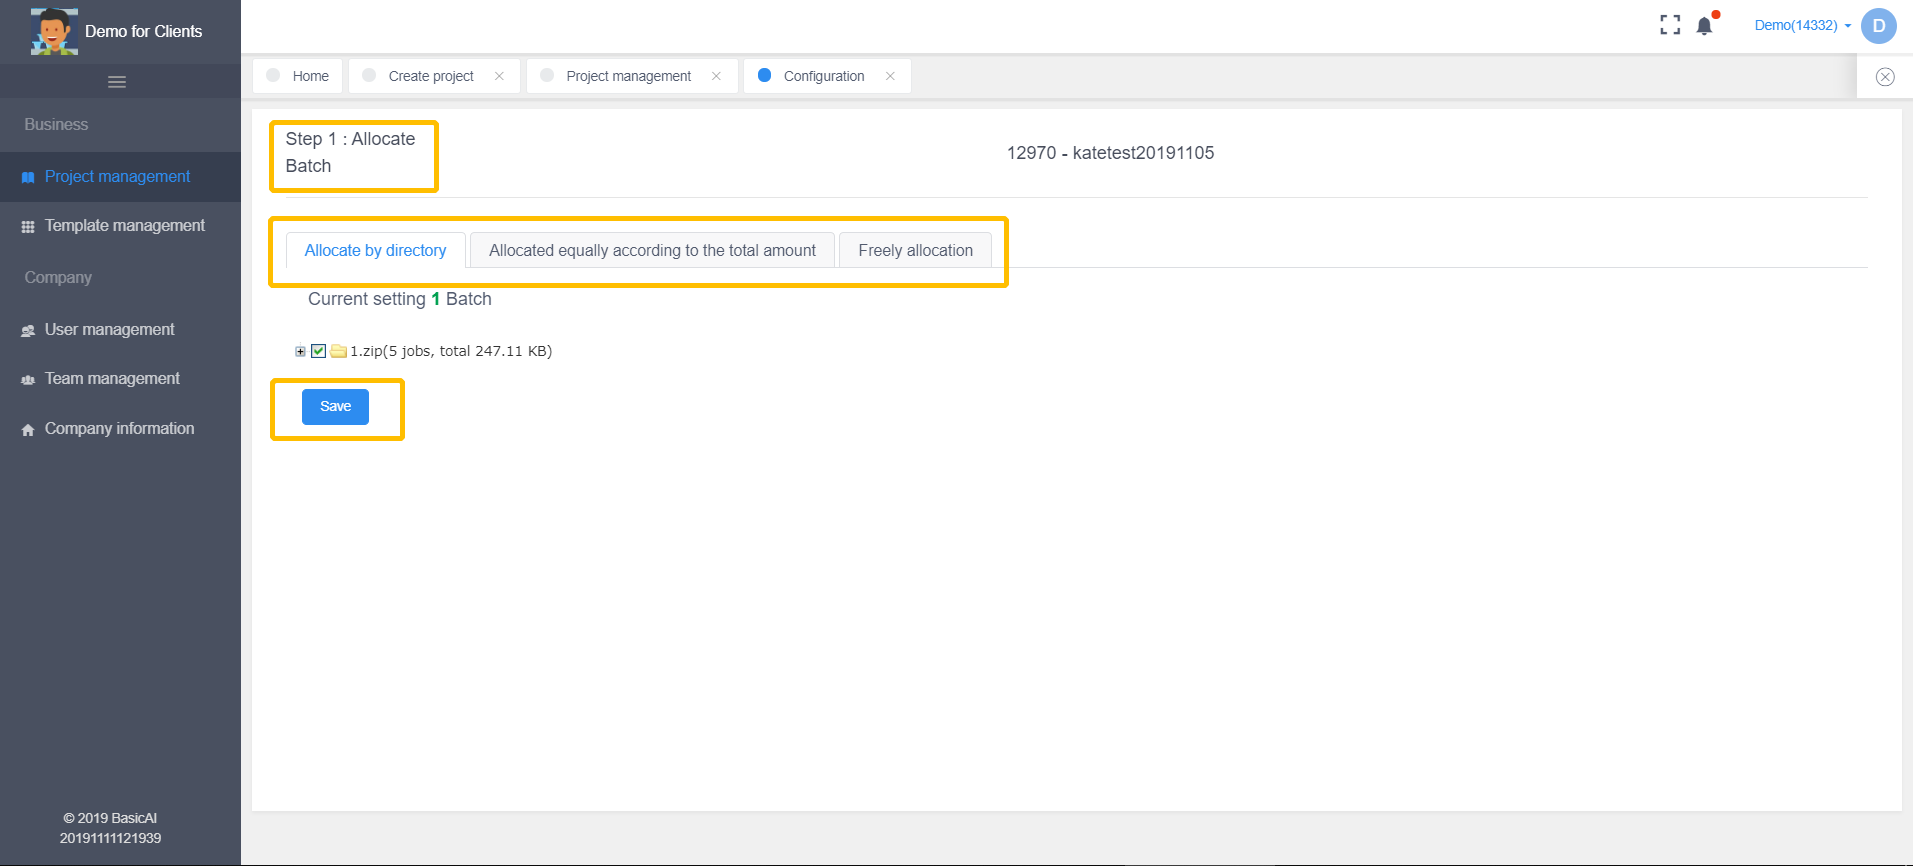 Demo for Clients
Demo(14332)
D
Home
Create project
Project management
Configuration
Business
Project management
Template management
Company
User management
Team management
Company information
© 2019 BasicAI
20191111121939
Step 1 : Allocate
Batch
12970 - katetest20191105
Allocate by directory
Allocated equally according to the total amount
Freely allocation
Current setting 1 Batch
1.zip(5 jobs, total 247.11 KB)
Save